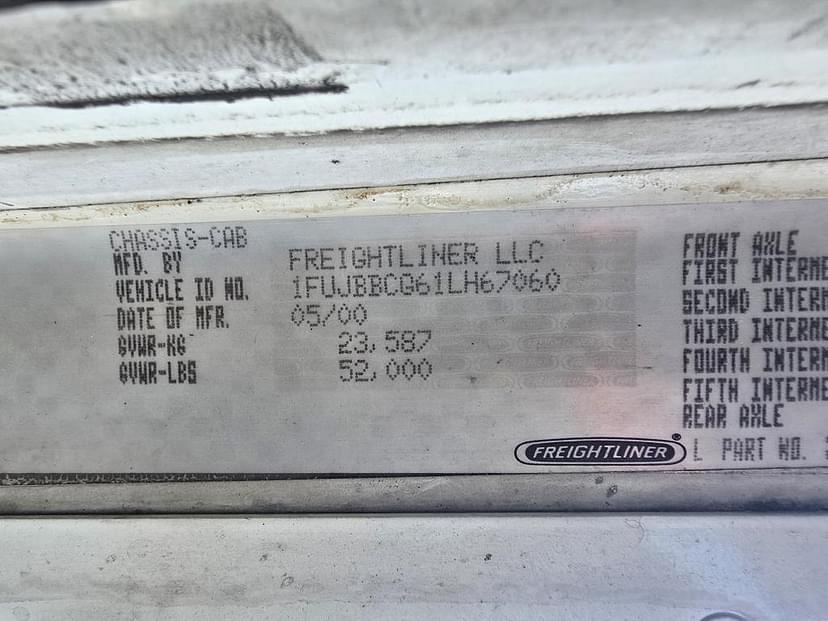 CHASSIS-CAB
MFD. BY FREIGHTLINER LLC
VEHICLE ID NO. 1FUJBBCG61LH67060
DATE OF MFR. 05/00
GVWR-KG 23,587
GVWR-LBS 52,000
FRONT AXLE
FIRST INTERME
SECOND INTERM
THIRD INTERME
FOURTH INTERM
FIFTH INTERME
REAR AXLE
FREIGHTLINER
L PART NO.